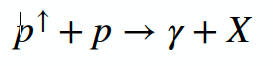 p↑ + p → γ + X